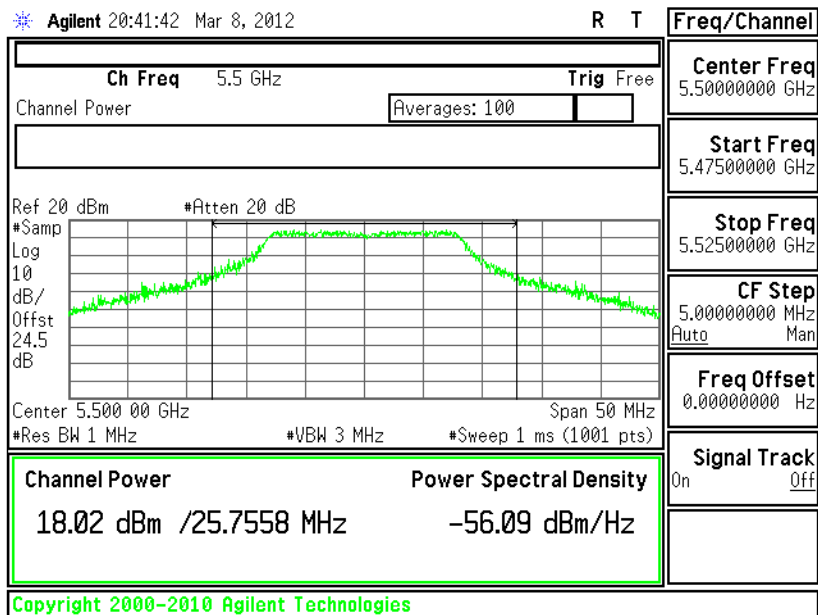 Agilent 20:41:42 Mar 8, 2012 R T
Freq/Channel
Ch Freq 5.5 GHz Trig Free
Channel Power Averages: 100
Center Freq
5.50000000 GHz
Start Freq
5.47500000 GHz
Stop Freq
5.52500000 GHz
CF Step
5.00000000 MHz
Auto Man
Freq Offset
0.00000000 Hz
Signal Track
On Off
Ref 20 dBm #Atten 20 dB
#Samp
Log
10
dB/
Offst
24.5
dB
Center 5.500 00 GHz Span 50 MHz
#Res BW 1 MHz #VBW 3 MHz #Sweep 1 ms (1001 pts)
Channel Power Power Spectral Density
18.02 dBm /25.7558 MHz -56.09 dBm/Hz
Copyright 2000-2010 Agilent Technologies